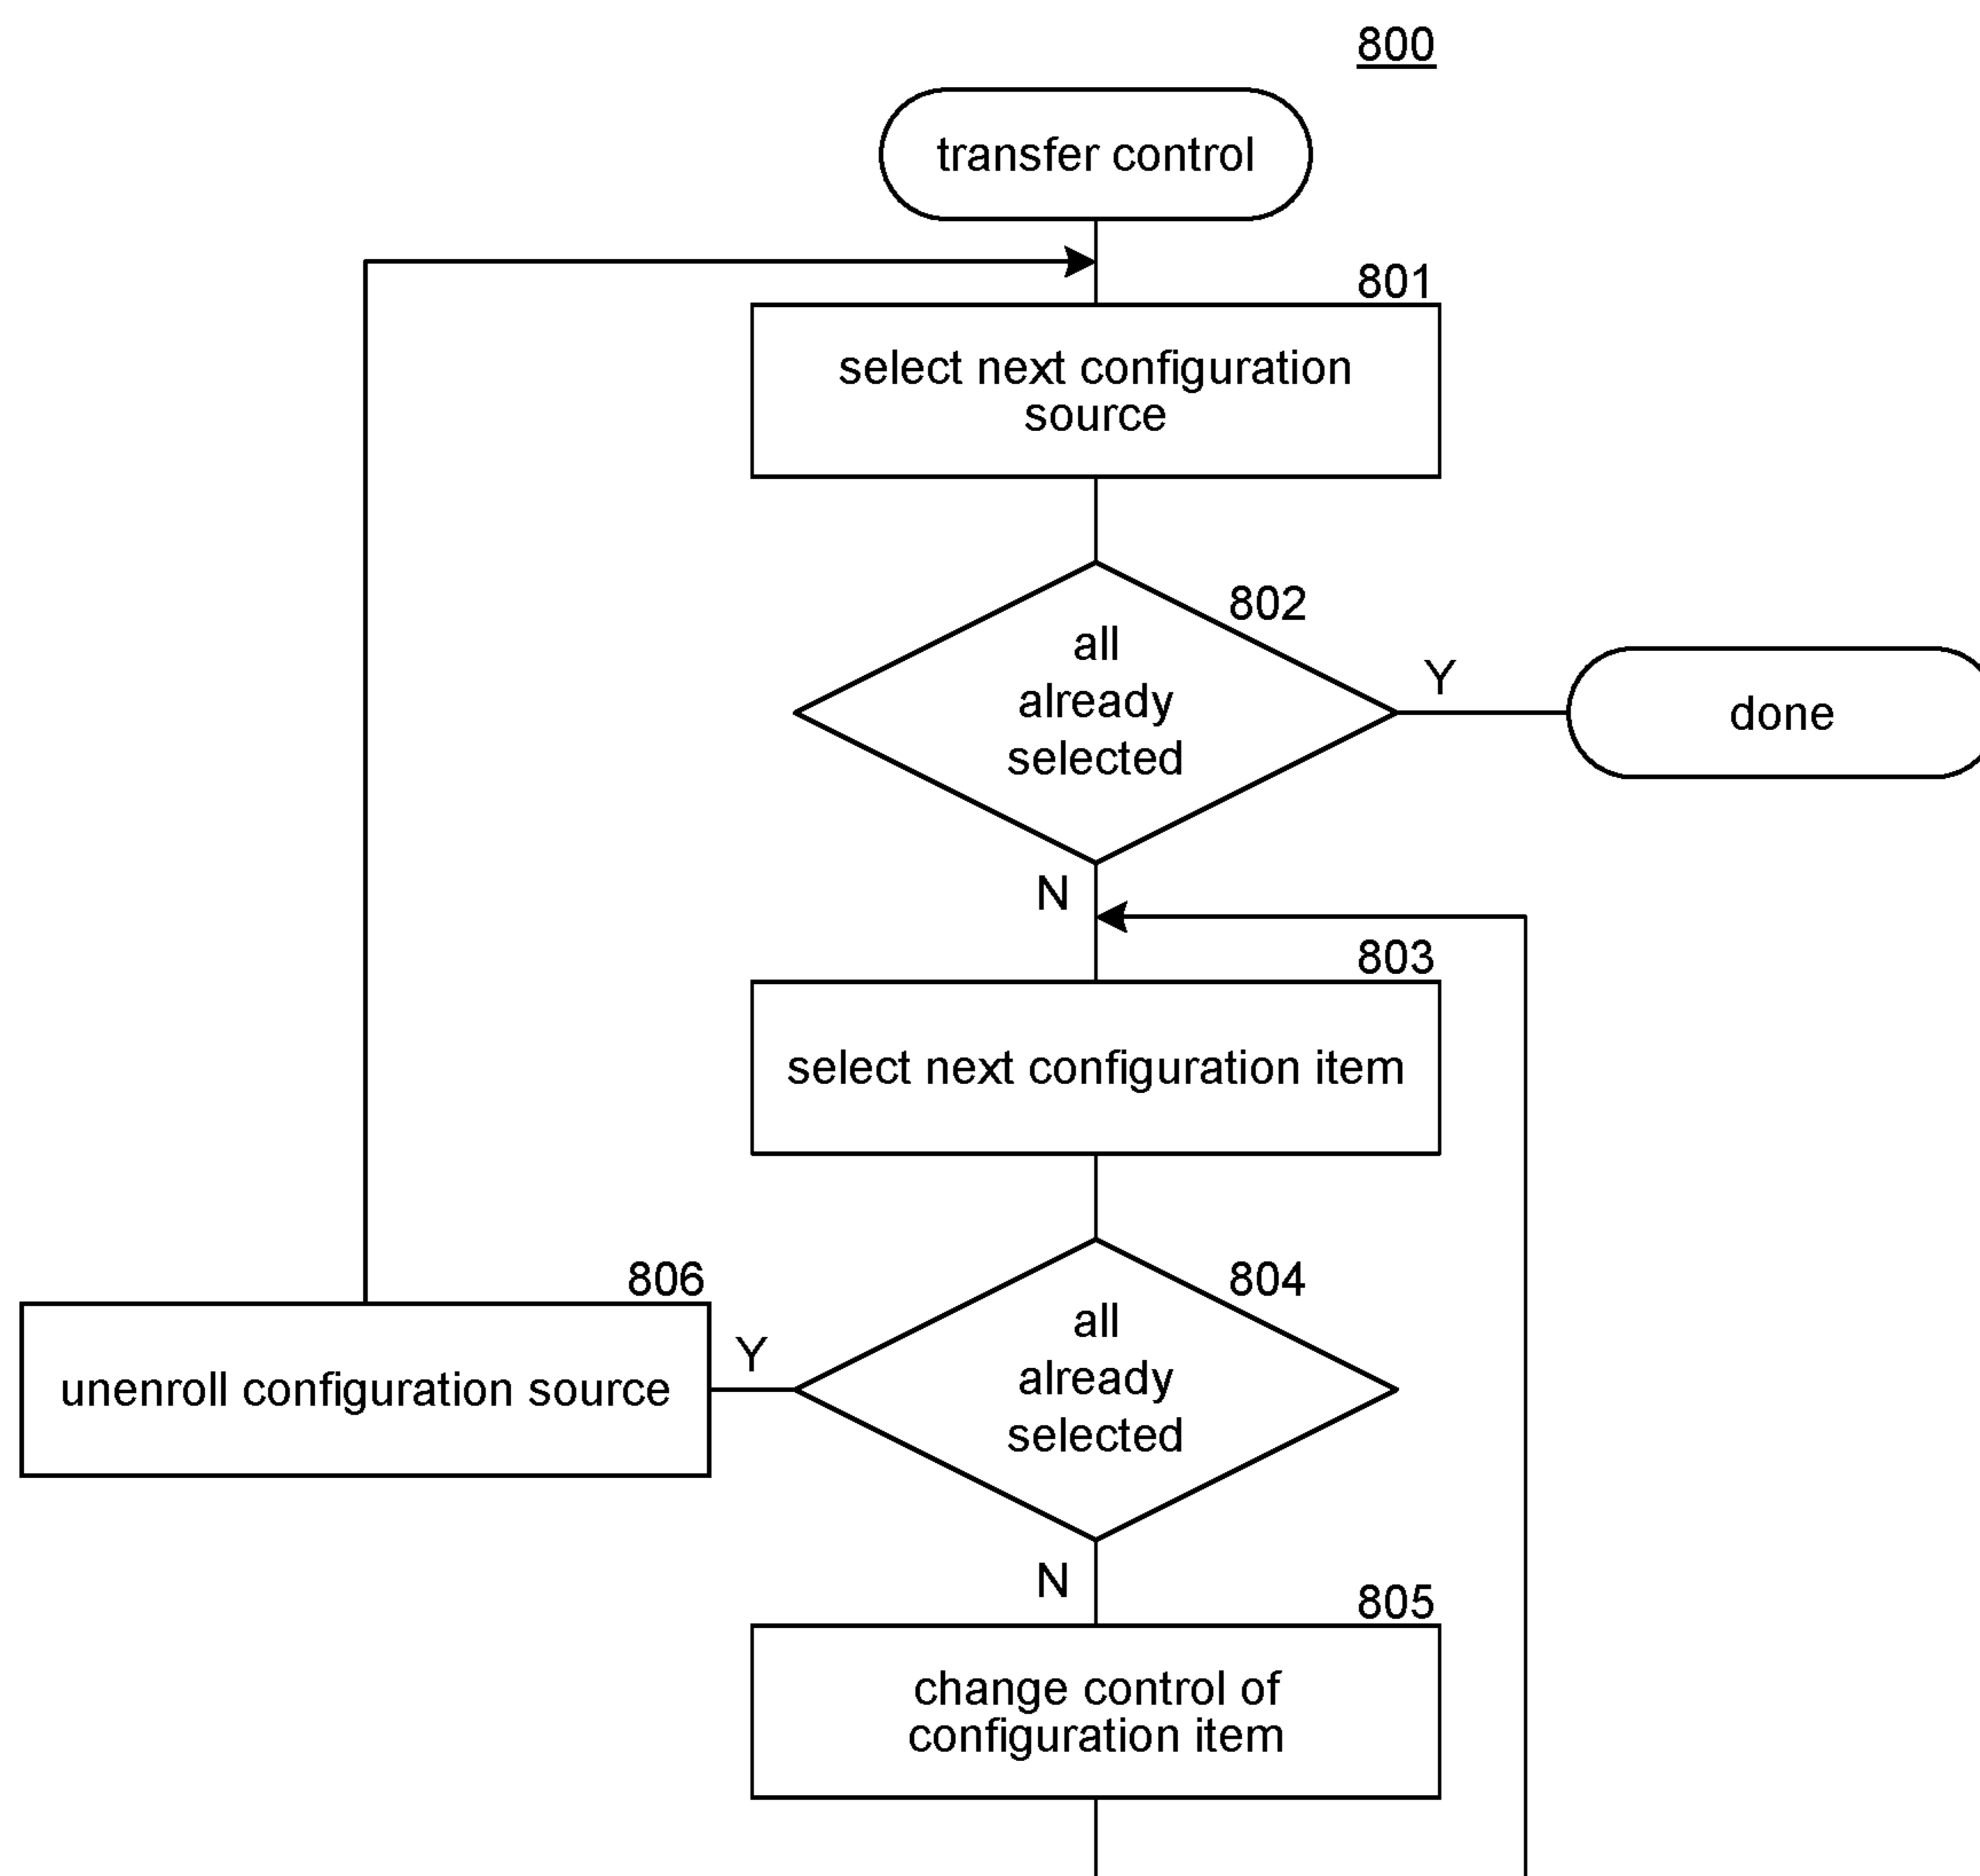 800
transfer control
801
select next configuration
source
802
all
already
selected
Y
done
N
803
select next configuration item
804
all
already
selected
806
Y
unenroll configuration source
N
805
change control of
configuration item